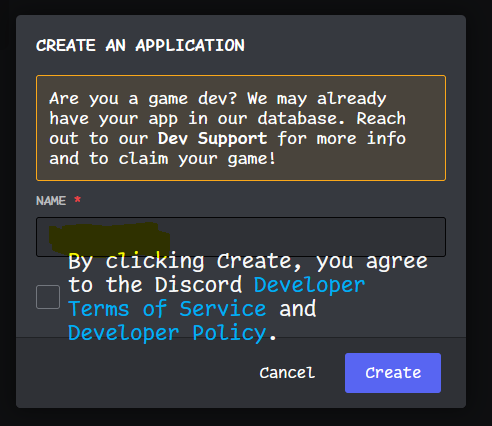 CREATE AN APPLICATION
Are you a game dev? We may already
have your app in our database. Reach
out to our Dev Support for more info
and to claim your game!
NAME *
By clicking Create, you agree
to the Discord Developer
Terms of Service and
Developer Policy.
Cancel Create